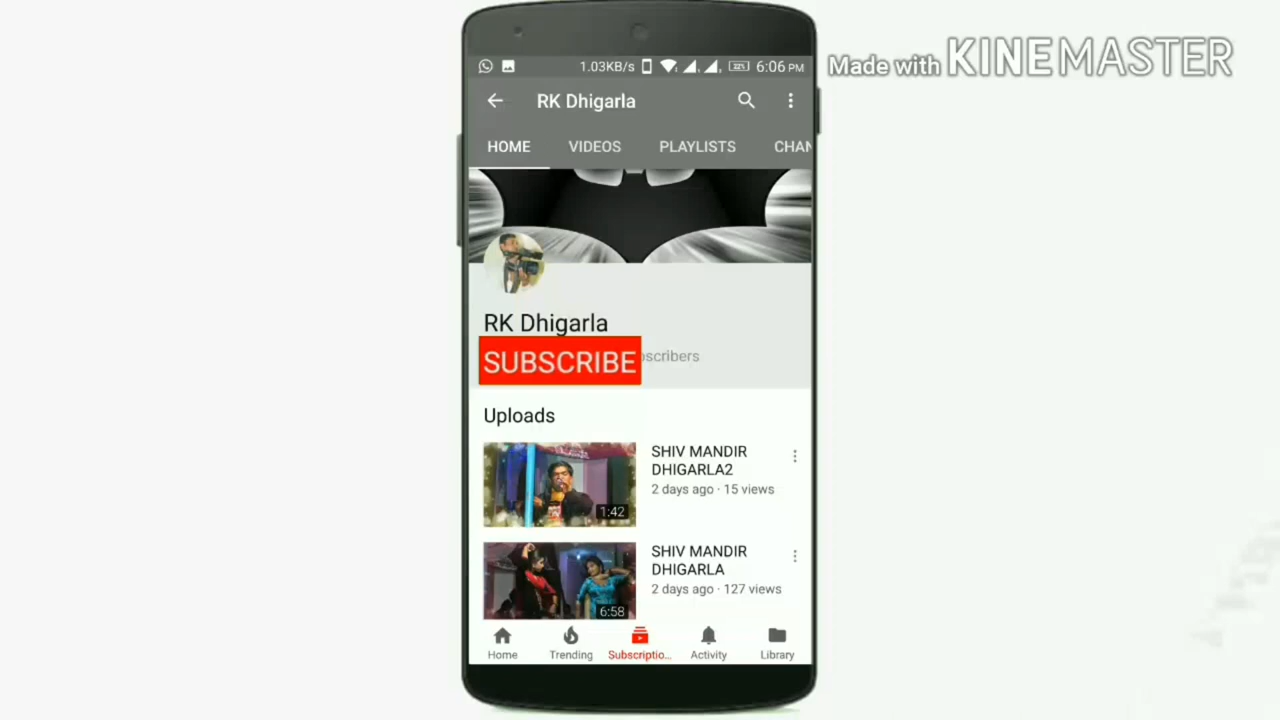 Made with KINEMASTER
1.03KB/s 6:06 PM
RK Dhigarla
HOME VIDEOS PLAYLISTS CHAN
RK Dhigarla
SUBSCRIBE bscribers
Uploads
SHIV MANDIR
DHIGARLA2
2 days ago · 15 views
1:42
SHIV MANDIR
DHIGARLA
2 days ago · 127 views
6:58
Home Trending Subscriptio... Activity Library